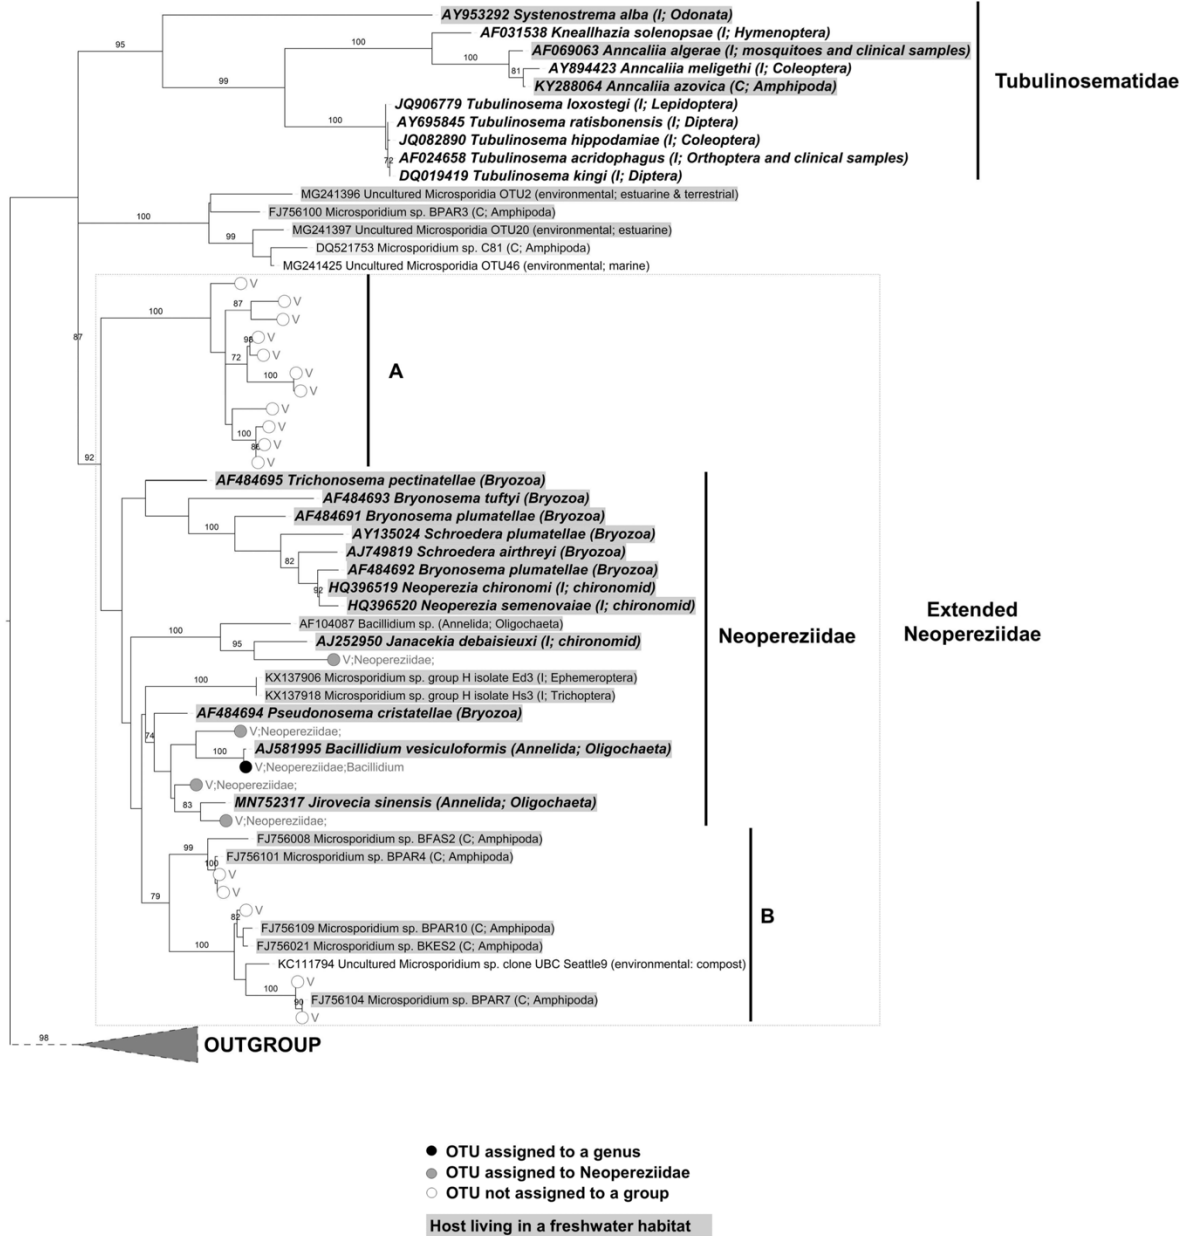 AY953292 Systenostrema alba (I; Odonata)
95
AF031538 Kneallhazia solenopsae (I; Hymenoptera)
100
AF069063 Anncaliia algerae (I; mosquitoes and clinical samples)
81
AY894423 Anncaliia meligethi (I; Coleoptera)
99
KY288064 Anncaliia azovica (C; Amphipoda)
Tubulinosematidae
JQ906779 Tubulinosema loxostegi (I; Lepidoptera)
100
AY695845 Tubulinosema ratisbonensis (I; Diptera)
JQ082890 Tubulinosema hippodamiae (I; Coleoptera)
72
AF024658 Tubulinosema acridophagus (I; Orthoptera and clinical samples)
DQ019419 Tubulinosema kingi (I; Diptera)
MG241396 Uncultured Microsporidia OTU2 (environmental; estuarine & terrestrial)
100
FJ756100 Microsporidium sp. BPAR3 (C; Amphipoda)
99
MG241397 Uncultured Microsporidia OTU20 (environmental; estuarine)
DQ521753 Microsporidium sp. C81 (C; Amphipoda)
MG241425 Uncultured Microsporidia OTU46 (environmental; marine)
V
87
V
100
V
87
98
V
72
V
A
100
V
V
V
100
V
86
V
92
V
AF484695 Trichonosema pectinatellae (Bryozoa)
AF484693 Bryonosema tuftyi (Bryozoa)
AF484691 Bryonosema plumatellae (Bryozoa)
100
AY135024 Schroedera plumatellae (Bryozoa)
82
AJ749819 Schroedera airthreyi (Bryozoa)
AF484692 Bryonosema plumatellae (Bryozoa)
92
HQ396519 Neoperezia chironomi (I; chironomid)
HQ396520 Neoperezia semenovaiae (I; chironomid)
Extended
Neopereziidae
AF104087 Bacillidium sp. (Annelida; Oligochaeta)
100
AJ252950 Janacekia debaisieuxi (I; chironomid)
Neopereziidae
95
V;Neopereziidae;
KX137906 Microsporidium sp. group H isolate Ed3 (I; Ephemeroptera)
100
KX137918 Microsporidium sp. group H isolate Hs3 (I; Trichoptera)
AF484694 Pseudonosema cristatellae (Bryozoa)
74
V;Neopereziidae;
100
AJ581995 Bacillidium vesiculoformis (Annelida; Oligochaeta)
V;Neopereziidae;Bacillidium
V;Neopereziidae;
83
MN752317 Jirovecia sinensis (Annelida; Oligochaeta)
V;Neopereziidae;
FJ756008 Microsporidium sp. BFAS2 (C; Amphipoda)
99
FJ756101 Microsporidium sp. BPAR4 (C; Amphipoda)
100
V
V
79
V
82
B
FJ756109 Microsporidium sp. BPAR10 (C; Amphipoda)
100
FJ756021 Microsporidium sp. BKES2 (C; Amphipoda)
KC111794 Uncultured Microsporidium sp. clone UBC Seattle9 (environmental: compost)
V
100
90
FJ756104 Microsporidium sp. BPAR7 (C; Amphipoda)
V
98
OUTGROUP
OTU assigned to a genus
OTU assigned to Neopereziidae
OTU not assigned to a group
Host living in a freshwater habitat